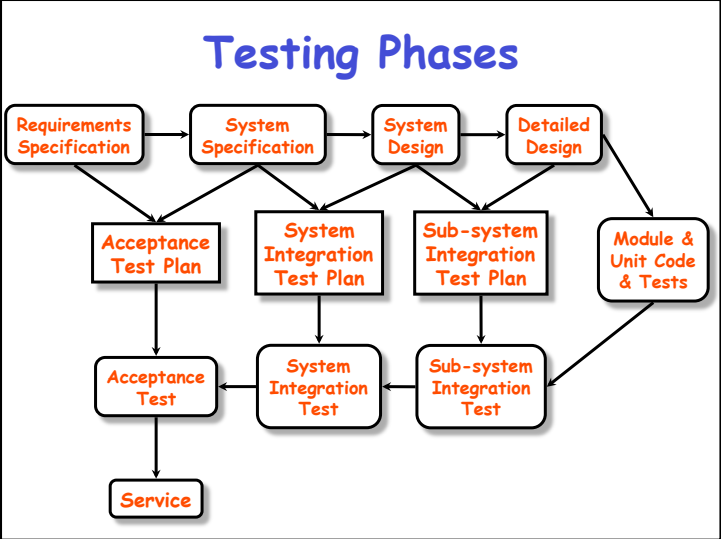 Testing Phases
Requirements
Specification
System
Specification
System
Design
Detailed
Design
Acceptance
Test Plan
System
Integration
Test Plan
Sub-system
Integration
Test Plan
Module &
Unit Code
& Tests
Acceptance
Test
System
Integration
Test
Sub-system
Integration
Test
Service